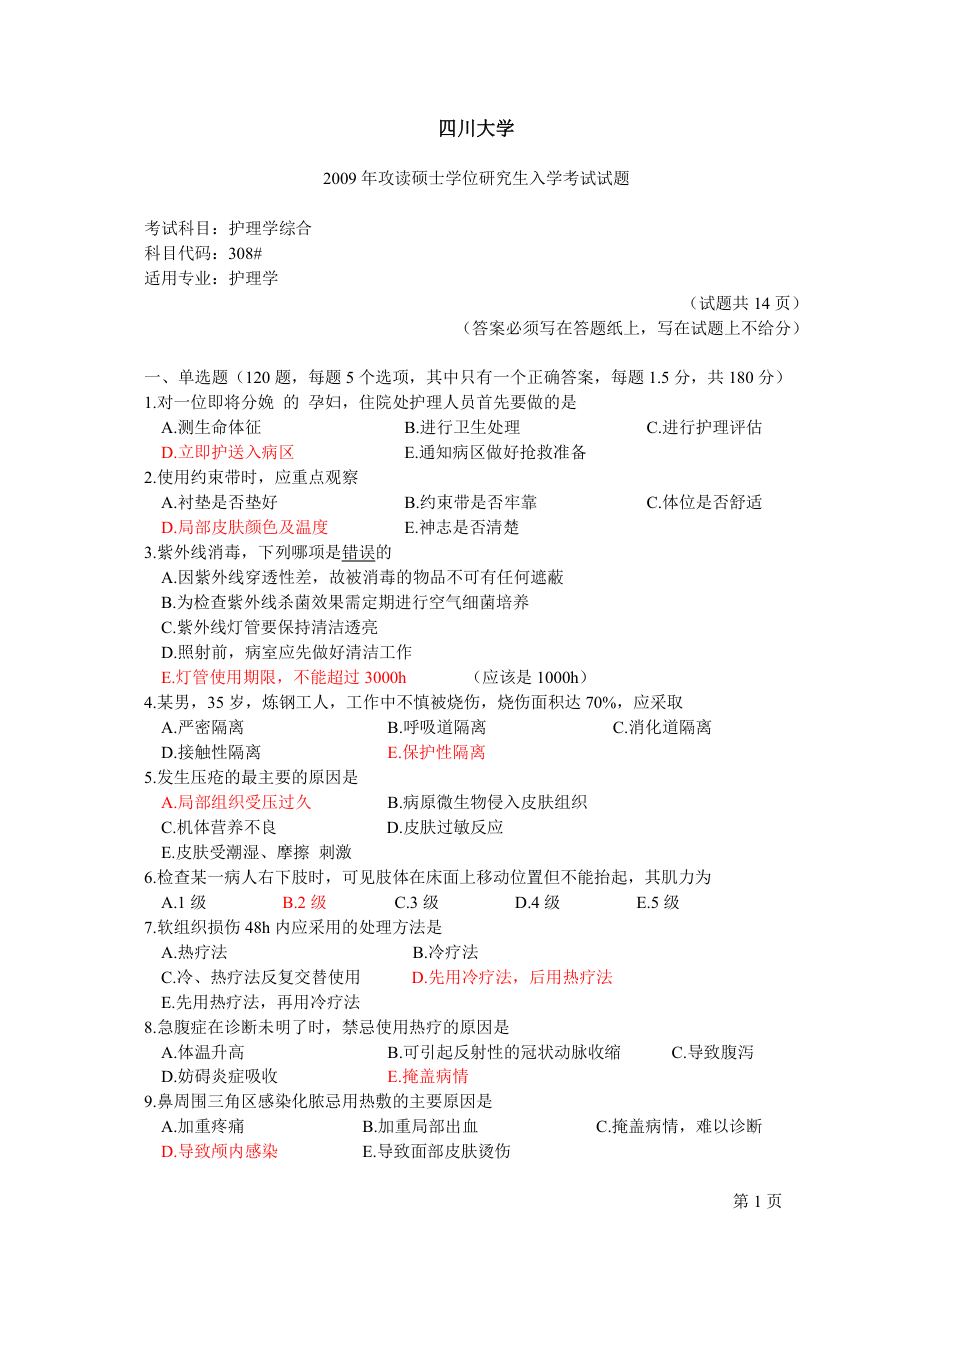 四川大学
2009 年攻读硕士学位研究生入学考试试题
考试科目：护理学综合
科目代码：308#
适用专业：护理学
（试题共 14 页）
（答案必须写在答题纸上，写在试题上不给分）
一、单选题（120 题，每题 5 个选项，其中只有一个正确答案，每题 1.5 分，共 180 分）
1.对一位即将分娩 的 孕妇，住院处护理人员首先要做的是
A.测生命体征 B.进行卫生处理 C.进行护理评估
D.立即护送入病区 E.通知病区做好抢救准备
2.使用约束带时，应重点观察
A.衬垫是否垫好 B.约束带是否牢靠 C.体位是否舒适
D.局部皮肤颜色及温度 E.神志是否清楚
3.紫外线消毒，下列哪项是错误的
A.因紫外线穿透性差，故被消毒的物品不可有任何遮蔽
B.为检查紫外线杀菌效果需定期进行空气细菌培养
C.紫外线灯管要保持清洁透亮
D.照射前，病室应先做好清洁工作
E.灯管使用期限，不能超过 3000h （应该是 1000h）
4.某男，35 岁，炼钢工人，工作中不慎被烧伤，烧伤面积达 70%，应采取
A.严密隔离 B.呼吸道隔离 C.消化道隔离
D.接触性隔离 E.保护性隔离
5.发生压疮的最主要的原因是
A.局部组织受压过久 B.病原微生物侵入皮肤组织
C.机体营养不良 D.皮肤过敏反应
E.皮肤受潮湿、摩擦 刺激
6.检查某一病人右下肢时，可见肢体在床面上移动位置但不能抬起，其肌力为
A.1 级 B.2 级 C.3 级 D.4 级 E.5 级
7.软组织损伤 48h 内应采用的处理方法是
A.热疗法 B.冷疗法
C.冷、热疗法反复交替使用 D.先用冷疗法，后用热疗法
E.先用热疗法，再用冷疗法
8.急腹症在诊断未明了时，禁忌使用热疗的原因是
A.体温升高 B.可引起反射性的冠状动脉收缩 C.导致腹泻
D.妨碍炎症吸收 E.掩盖病情
9.鼻周围三角区感染化脓忌用热敷的主要原因是
A.加重疼痛 B.加重局部出血 C.掩盖病情，难以诊断
D.导致颅内感染 E.导致面部皮肤烫伤
第 1 页